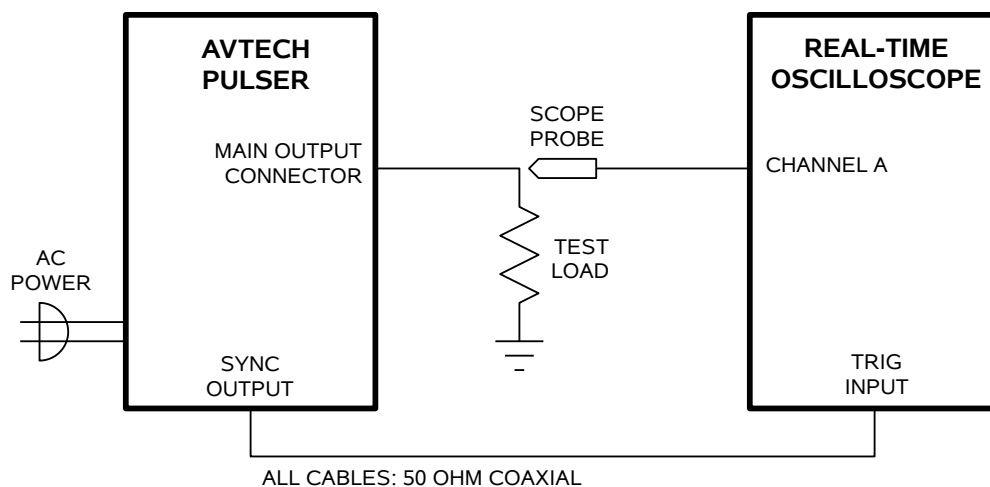 AVTECH
PULSER
REAL-TIME
OSCILLOSCOPE
SCOPE
PROBE
MAIN OUTPUT
CONNECTOR
CHANNEL A
TEST
LOAD
AC
POWER
SYNC
OUTPUT
TRIG
INPUT
ALL CABLES: 50 OHM COAXIAL